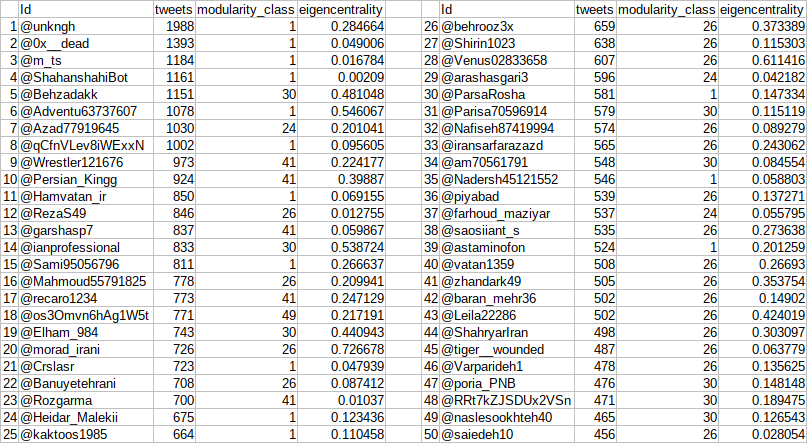 Id tweets modularity_class eigencentrality Id tweets modularity_class eigencentrality
1 @unkngh 1988 1 0.284664 26 @behrooz3x 659 26 0.373389
2 @0x__dead 1393 1 0.049006 27 @Shirin1023 638 26 0.115303
3 @m_ts 1184 1 0.016784 28 @Venus02833658 607 26 0.611416
4 @ShahanshahiBot 1161 1 0.00209 29 @arashasgari3 596 24 0.042182
5 @Behzadakk 1151 30 0.481048 30 @ParsaRosha 581 1 0.147334
6 @Adventu63737607 1078 1 0.546067 31 @Parisa70596914 579 30 0.115119
7 @Azad77919645 1030 24 0.201041 32 @Nafiseh87419994 574 26 0.089279
8 @qCfnVLev8iWExxN 1002 1 0.095605 33 @iransarfarazazd 565 26 0.243062
9 @Wrestler121676 973 41 0.224177 34 @am70561791 548 30 0.084554
10 @Persian_Kingg 924 41 0.39887 35 @Nadersh45121552 546 1 0.058803
11 @Hamvatan_ir 850 1 0.069155 36 @piyabad 539 26 0.137271
12 @RezaS49 846 26 0.012755 37 @farhoud_maziyar 537 24 0.055795
13 @garshasp7 837 41 0.059867 38 @saosiiant_s 535 26 0.273638
14 @ianprofessional 833 30 0.538724 39 @astaminofon 524 1 0.201259
15 @Sami95056796 811 1 0.266637 40 @vatan1359 508 26 0.26693
16 @Mahmoud55791825 778 26 0.209941 41 @zhandark49 505 26 0.353754
17 @recaro1234 773 41 0.247129 42 @baran_mehr36 502 26 0.14902
18 @os3Omvn6hAg1W5t 771 49 0.217191 43 @Leila22286 502 26 0.424019
19 @Elham_984 743 30 0.440943 44 @ShahryarIran 498 26 0.303097
20 @morad_irani 726 26 0.726678 45 @tiger__wounded 487 26 0.063779
21 @Crslasr 723 1 0.047939 46 @Varparideh1 478 26 0.135625
22 @Banuyetehrani 708 26 0.087412 47 @poria_PNB 476 30 0.148148
23 @Rozgarma 700 41 0.01037 48 @RRt7kZJSDUx2VSn 471 30 0.189475
24 @Heidar_Malekii 675 1 0.123436 49 @naslesookhteh40 465 30 0.126543
25 @kaktoos1985 664 1 0.110458 50 @saiedeh10 456 26 0.028054